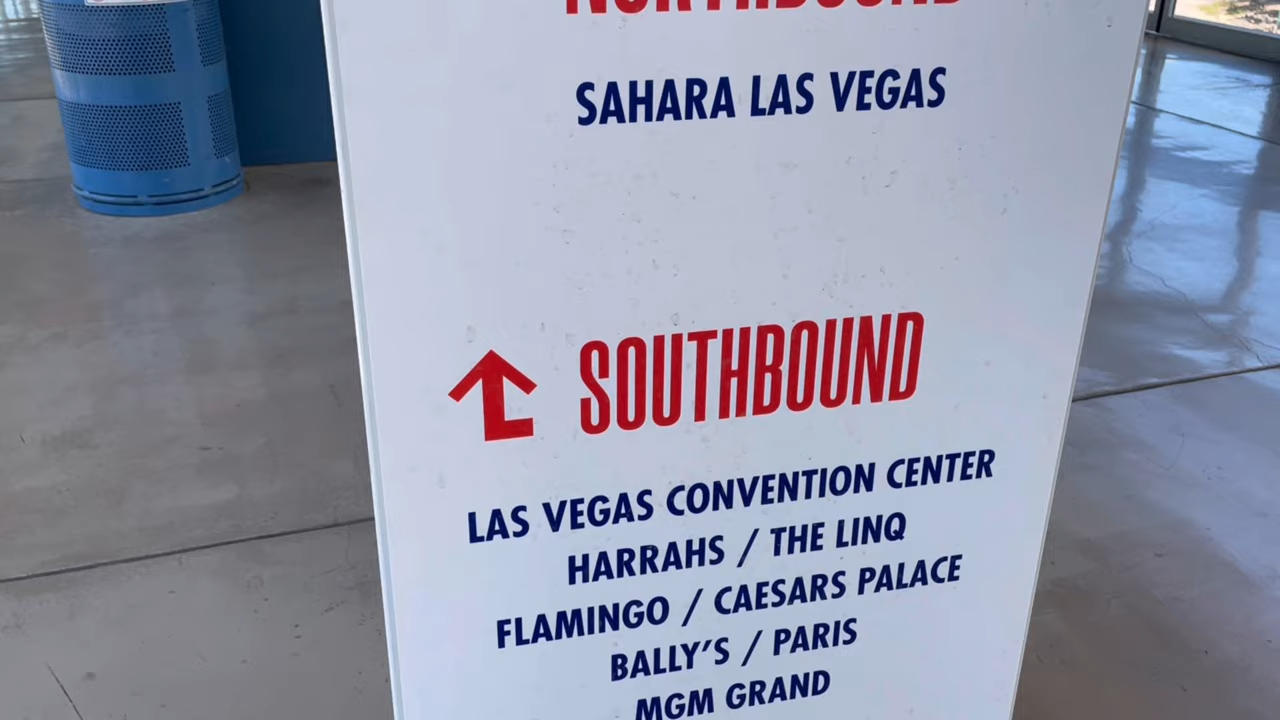 NORTHBOUND
SAHARA LAS VEGAS
SOUTHBOUND
LAS VEGAS CONVENTION CENTER
HARRAHS / THE LINQ
FLAMINGO / CAESARS PALACE
BALLY'S / PARIS
MGM GRAND